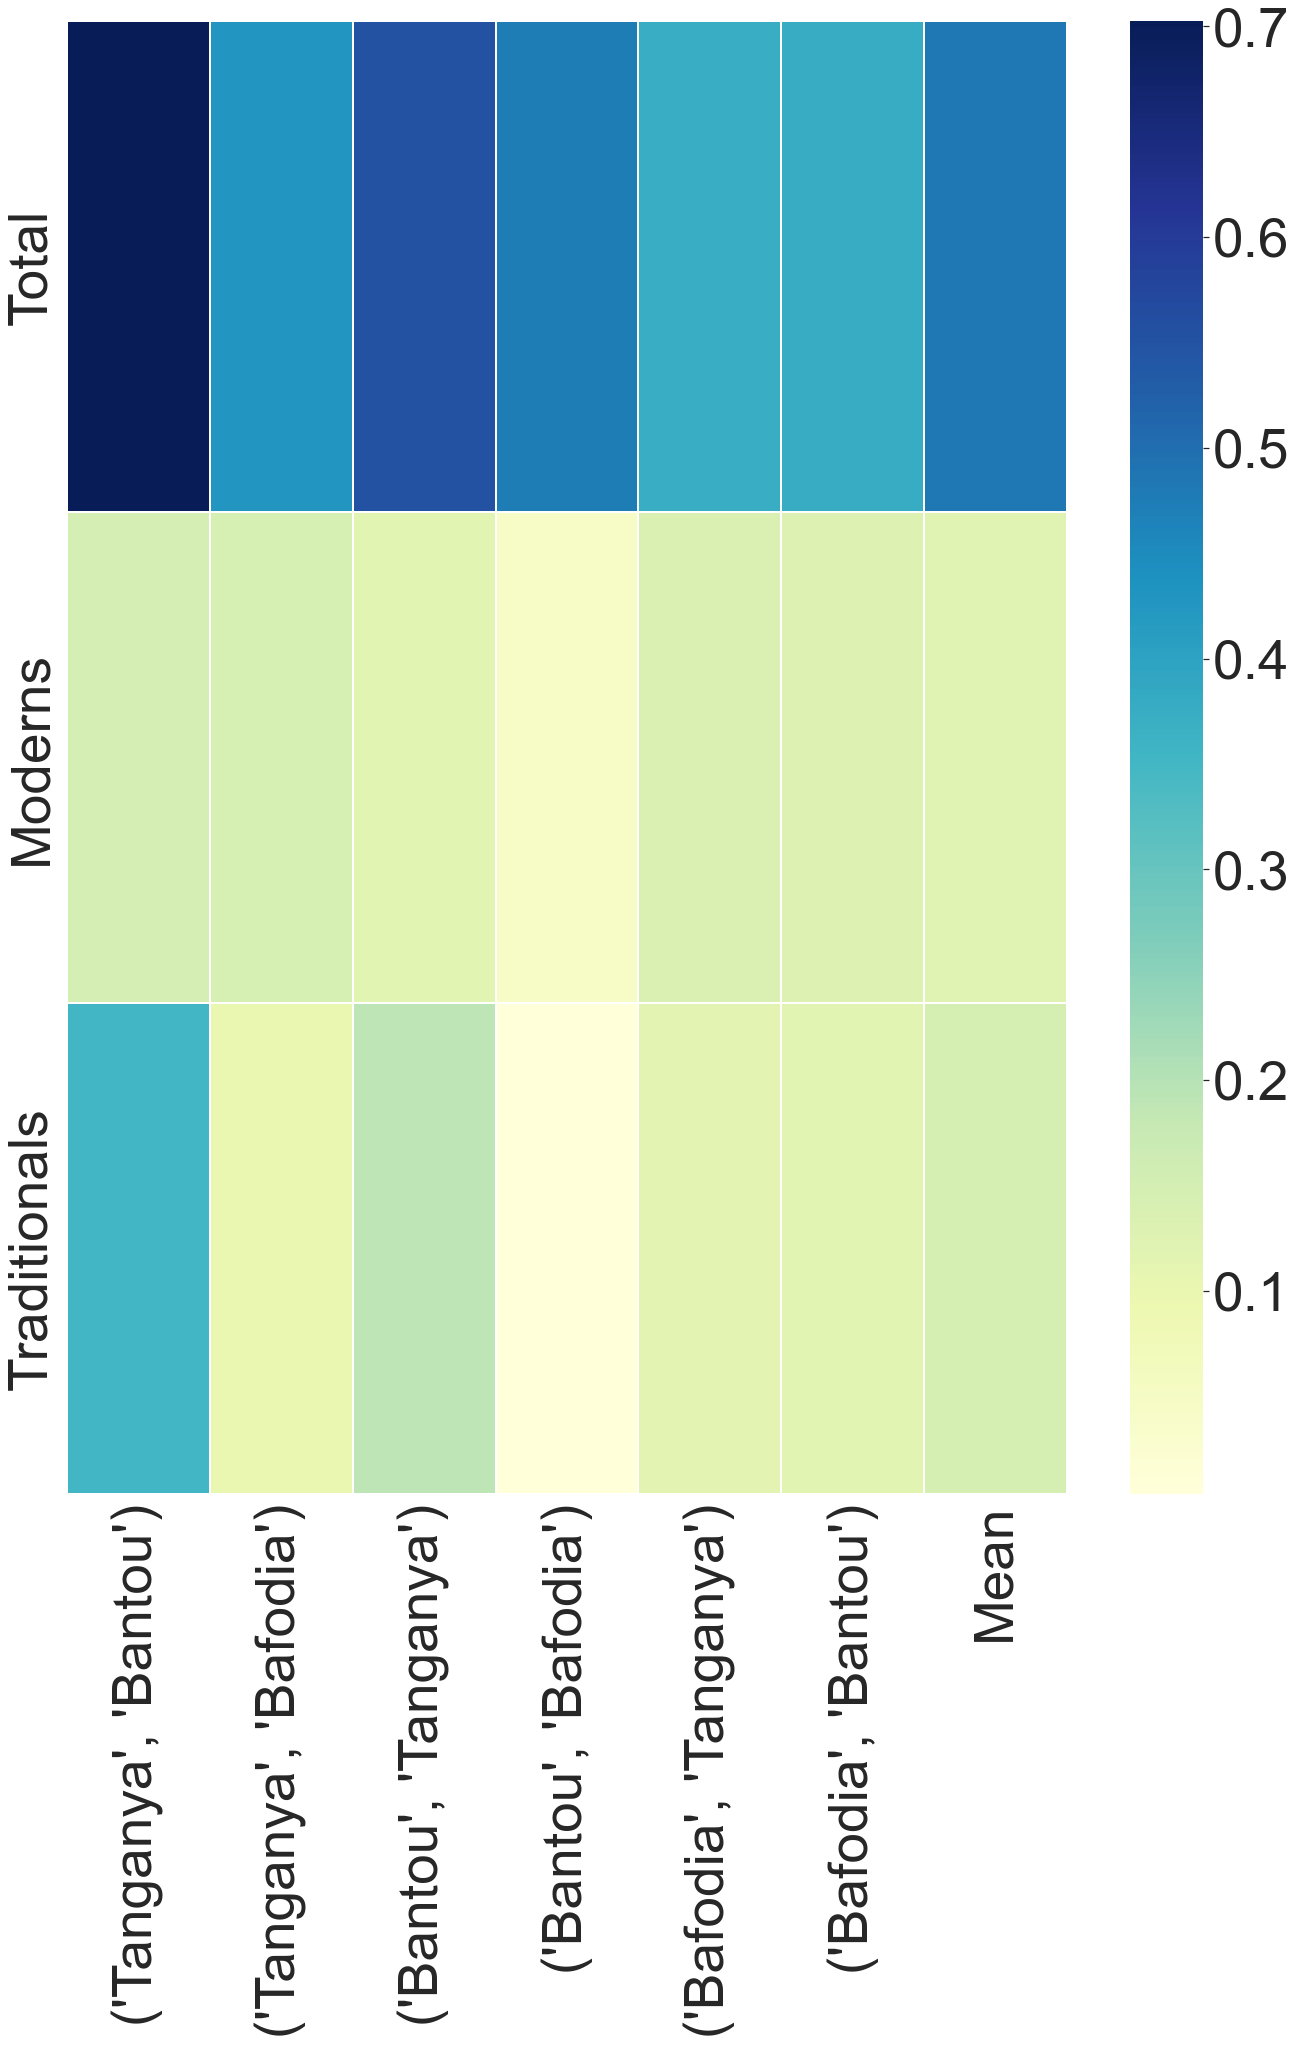 Total
Moderns
Traditionals
('Tanganya', 'Bantou')
('Tanganya', 'Bafodia')
('Bantou', 'Tanganya')
('Bantou', 'Bafodia')
('Bafodia', 'Tanganya')
('Bafodia', 'Bantou')
Mean
0.7
0.6
0.5
0.4
0.3
0.2
0.1